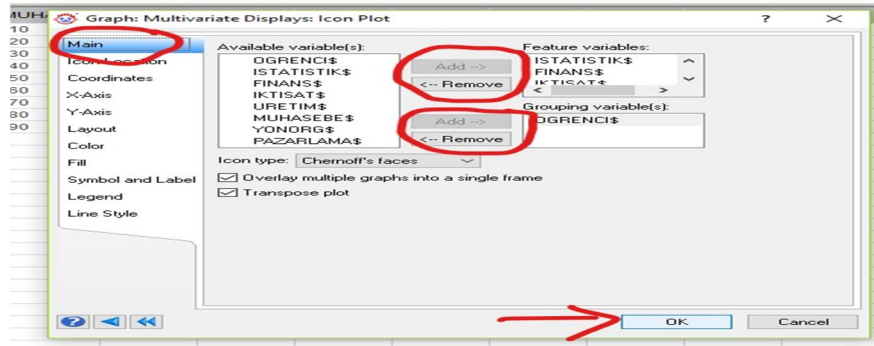 MUH
Graph: Multivariate Displays: Icon Plot
?
10
20
30
40
50
60
70
80
90
Main
Icon Location
Coordinates
X-Axis
Y-Axis
Layout
Color
Fill
Symbol and Label
Legend
Line Style
Available variable(s):
OGRENCI$
ISTATISTIK$
FINANS$
IKTISAT$
URETIM$
MUHASEBE$
YONORG$
PAZARLAMA$
Add -->
<-- Remove
Feature variables:
ISTATISTIK$
FINANS$
IKTISAT$
Add -->
<-- Remove
Grouping variable(s):
OGRENCI$
Icon type: Chernoff's faces
Overlay multiple graphs into a single frame
Transpose plot
?
OK
Cancel